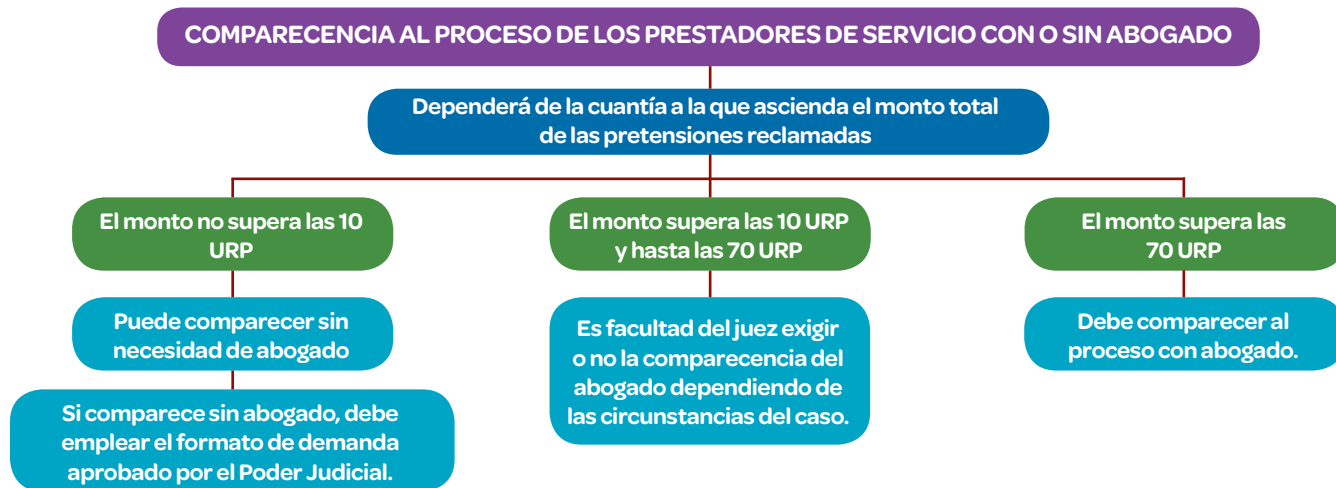 COMPARECENCIA AL PROCESO DE LOS PRESTADORES DE SERVICIO CON O SIN ABOGADO
Dependerá de la cuantía a la que ascienda el monto total
de las pretensiones reclamadas
El monto no supera las 10
URP
Puede comparecer sin
necesidad de abogado
Si comparece sin abogado, debe
emplear el formato de demanda
aprobado por el Poder Judicial.
El monto supera las 10 URP
y hasta las 70 URP
Es facultad del juez exigir
o no la comparecencia del
abogado dependiendo de
las circunstancias del caso.
El monto supera las
70 URP
Debe comparecer al
proceso con abogado.